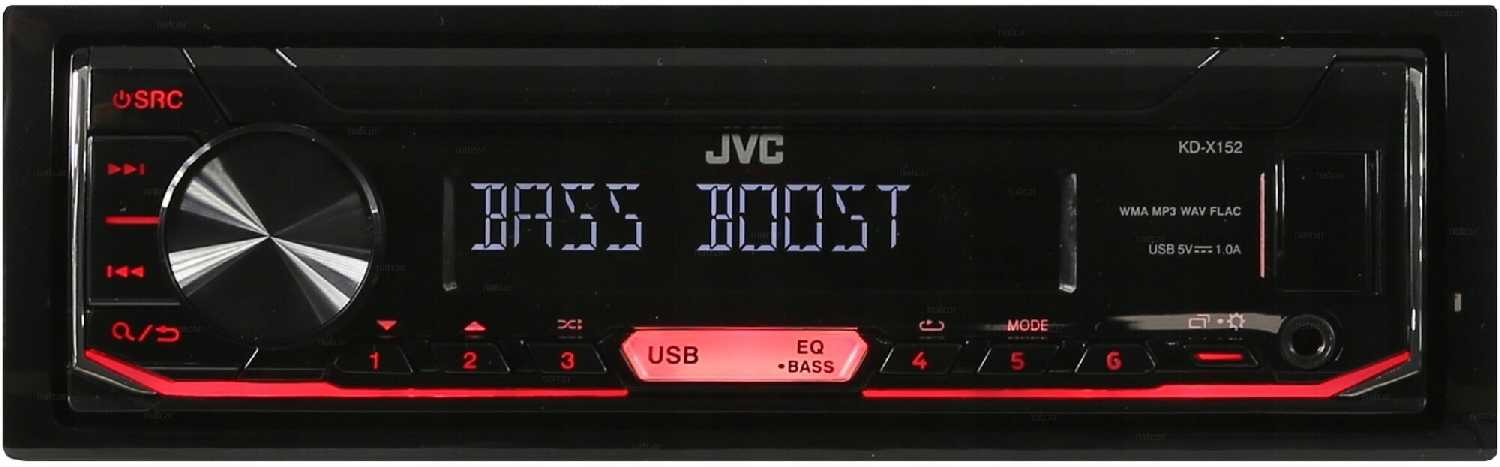 SRC
JVC
KD-X152
BASS BOOST
WMA MP3 WAV FLAC
USB 5V 1.0A
MODE
1
2
3
USB
EQ
•BASS
4
5
6